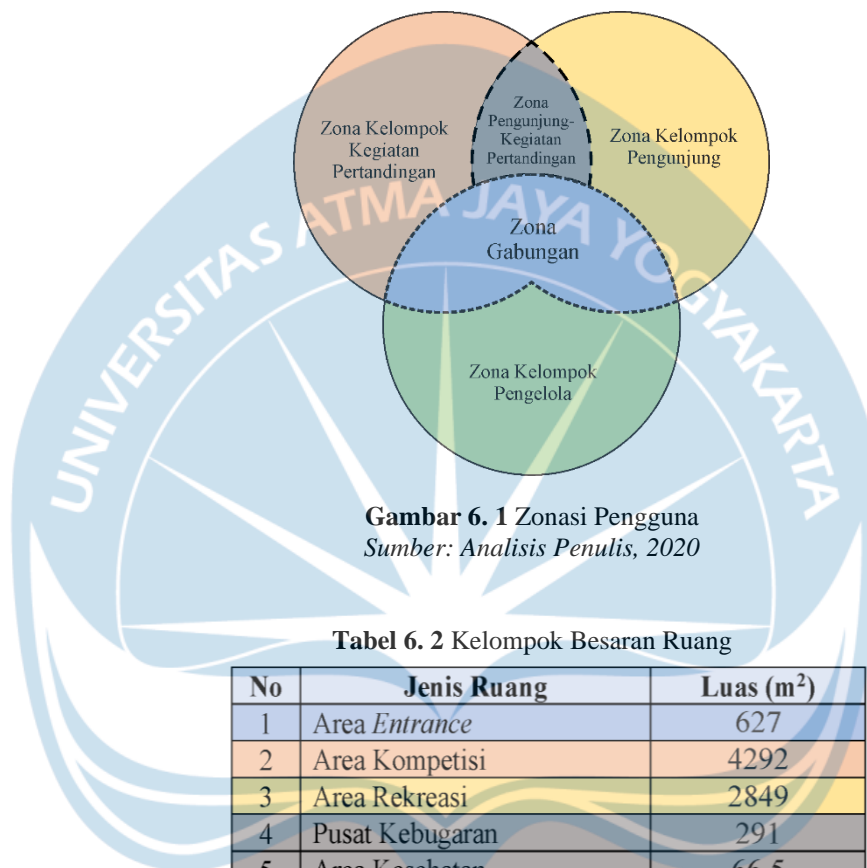 Zona Kelompok
Kegiatan
Pertandingan
Zona
Pengunjung-
Kegiatan
Pertandingan
Zona Kelompok
Pengunjung
Zona
Gabungan
Zona Kelompok
Pengelola
UNIVERSITAS ATMA JAYA YOGYAKARTA
Gambar 6. 1 Zonasi Pengguna
Sumber: Analisis Penulis, 2020
Tabel 6. 2 Kelompok Besaran Ruang
No Jenis Ruang Luas (m²)
1 Area Entrance 627
2 Area Kompetisi 4292
3 Area Rekreasi 2849
4 Pusat Kebugaran 291
5 Area Kesehatan 66,5